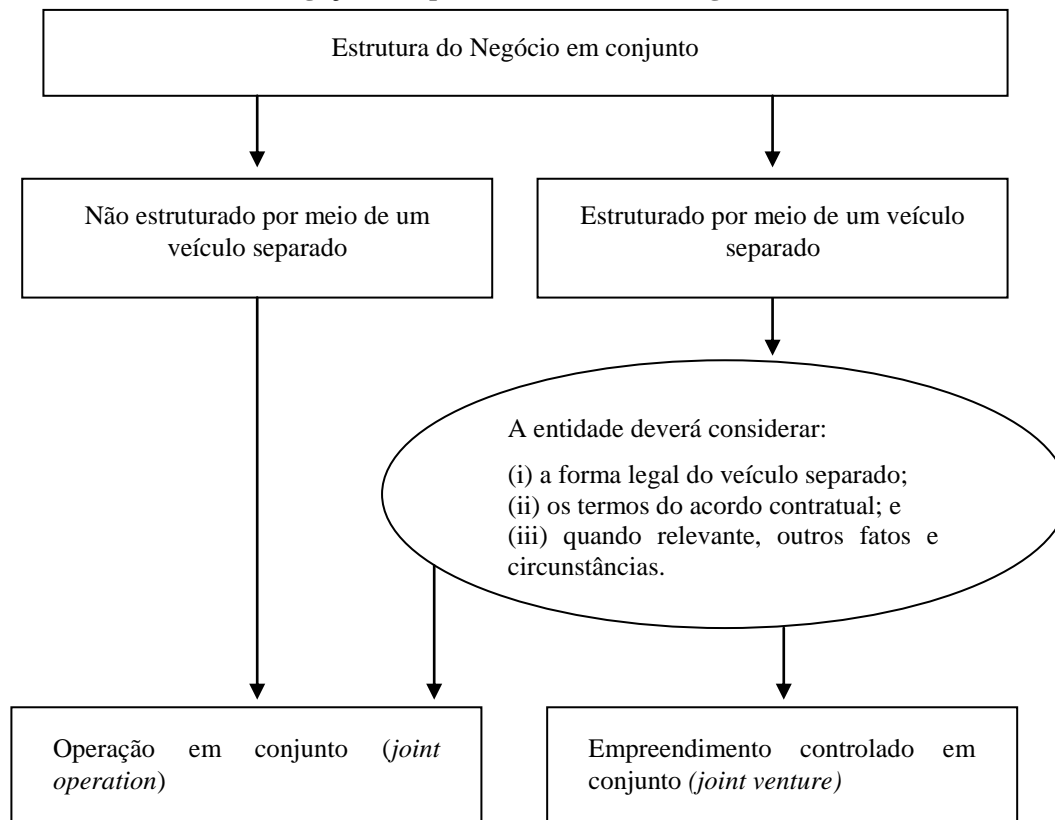 Estrutura do Negócio em conjunto
Não estruturado por meio de um
veículo separado
Estruturado por meio de um veículo
separado
A entidade deverá considerar:
(i) a forma legal do veículo separado;
(ii) os termos do acordo contratual; e
(iii) quando relevante, outros fatos e
circunstâncias.
Operação em conjunto (joint
operation)
Empreendimento controlado em
conjunto (joint venture)